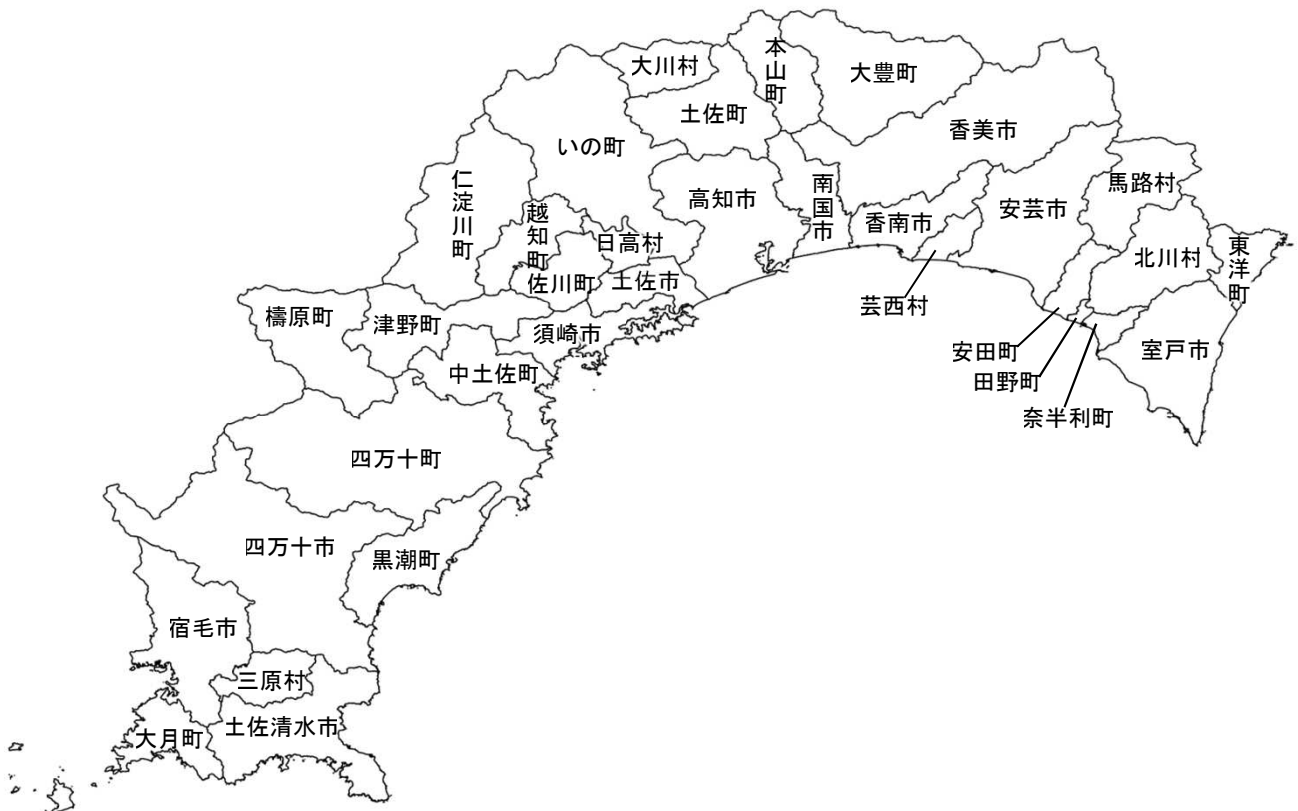 大川村
本山町
大豊町
土佐町
香美市
いの町
仁淀川町
高知市
南国市
香南市
安芸市
馬路村
越知町
日高村
北川村
東洋町
佐川町
土佐市
芸西村
檮原町
津野町
須崎市
安田町
室戸市
中土佐町
田野町
奈半利町
四万十町
四万十市
黒潮町
宿毛市
三原村
土佐清水市
大月町